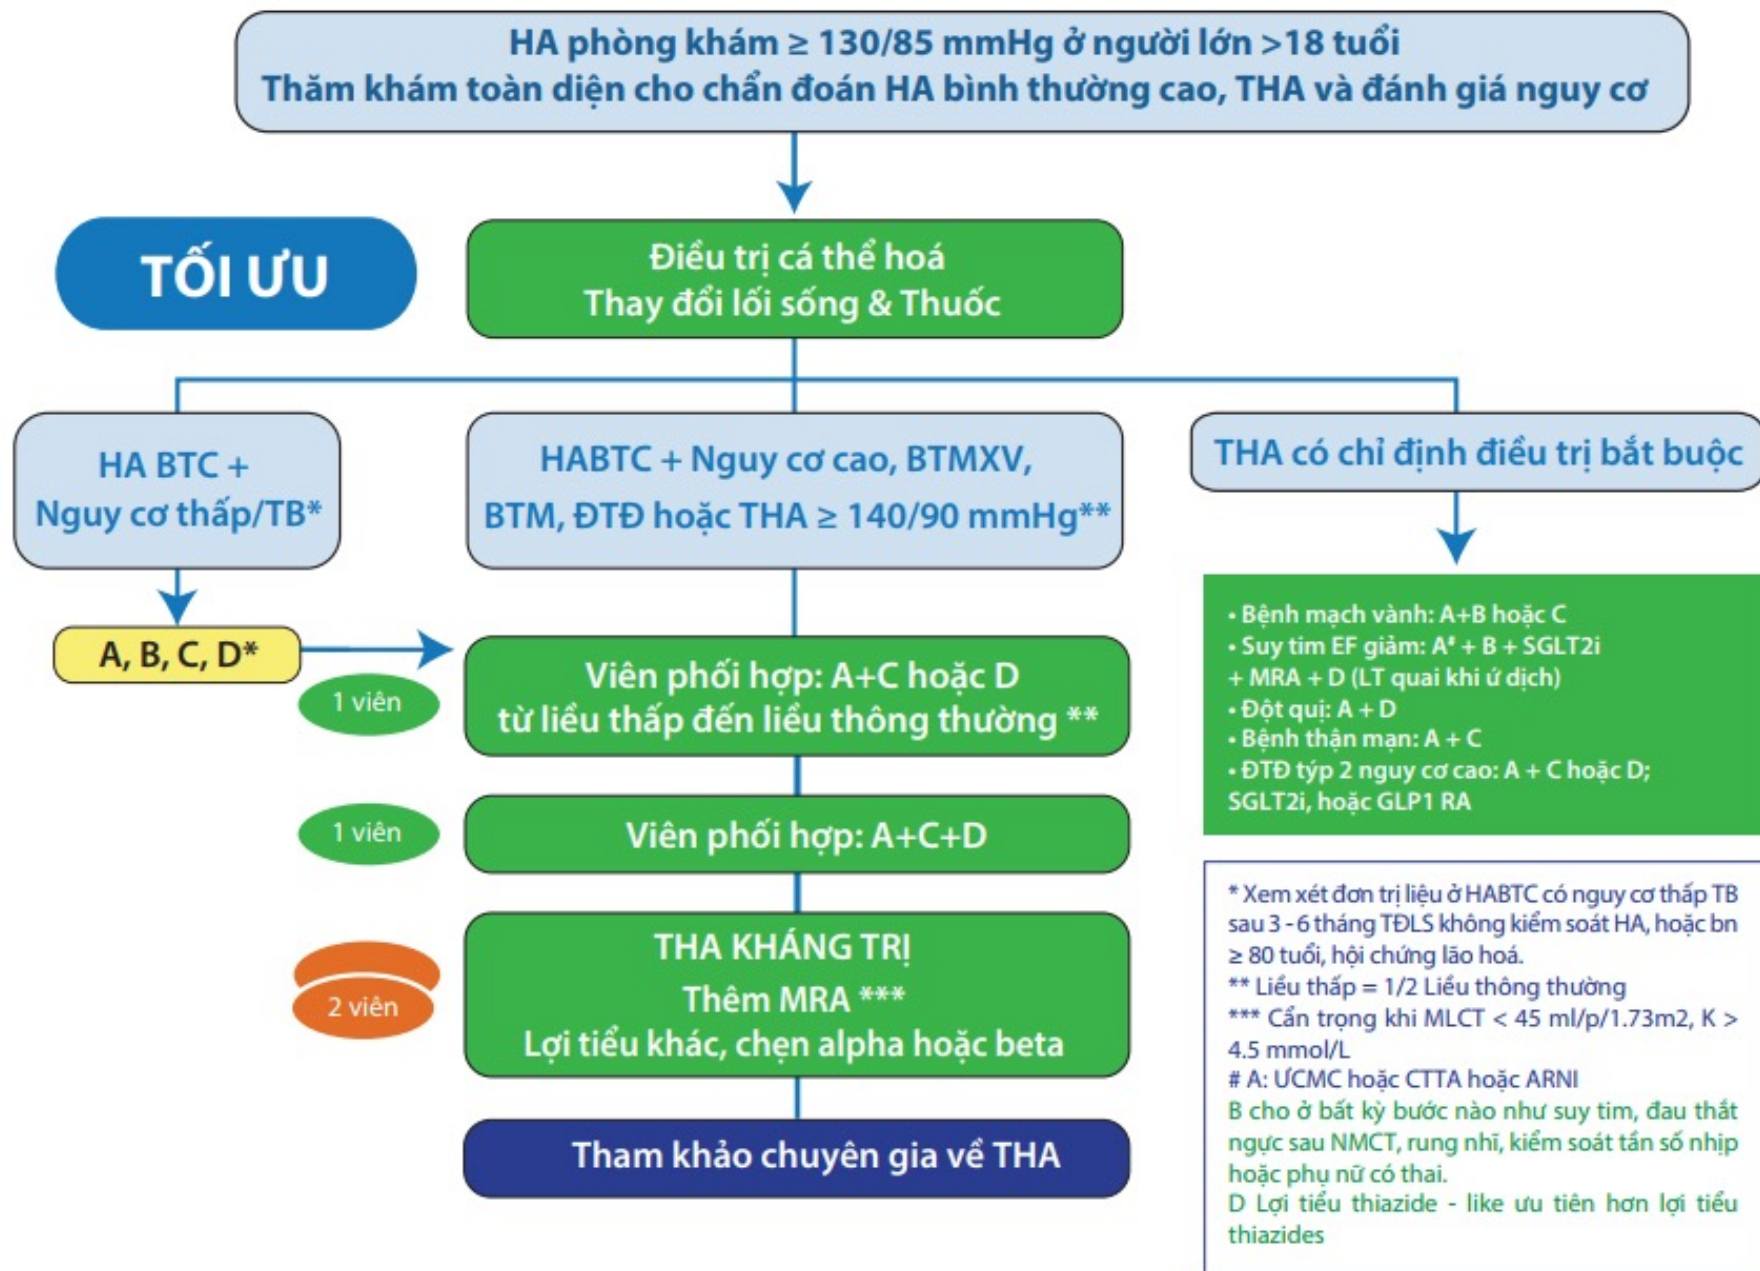 HA phòng khám ≥ 130/85 mmHg ở người lớn >18 tuổi
Thăm khám toàn diện cho chẩn đoán HA bình thường cao, THA và đánh giá nguy cơ
TỐI ƯU
Điều trị cá thể hoá
Thay đổi lối sống & Thuốc
HA BTC +
Nguy cơ thấp/TB*
HABTC + Nguy cơ cao, BTMXV,
BTM, ĐTĐ hoặc THA ≥ 140/90 mmHg**
THA có chỉ định điều trị bắt buộc
A, B, C, D*
1 viên
Viên phối hợp: A+C hoặc D
từ liều thấp đến liều thông thường **
1 viên
Viên phối hợp: A+C+D
2 viên
THA KHÁNG TRỊ
Thêm MRA ***
Lợi tiểu khác, chẹn alpha hoặc beta
Tham khảo chuyên gia về THA
• Bệnh mạch vành: A+B hoặc C
• Suy tim EF giảm: A# + B + SGLT2i
+ MRA + D (LT quai khi ứ dịch)
• Đột quị: A + D
• Bệnh thận mạn: A + C
• ĐTĐ týp 2 nguy cơ cao: A + C hoặc D;
SGLT2i, hoặc GLP1 RA
* Xem xét đơn trị liệu ở HABTC có nguy cơ thấp TB
sau 3 - 6 tháng TĐLS không kiểm soát HA, hoặc bn
≥ 80 tuổi, hội chứng lão hoá.
** Liều thấp = 1/2 Liều thông thường
*** Cẩn trọng khi MLCT < 45 ml/p/1.73m2, K >
4.5 mmol/L
# A: ƯCMC hoặc CTTA hoặc ARNI
B cho ở bất kỳ bước nào như suy tim, đau thắt
ngực sau NMCT, rung nhĩ, kiểm soát tần số nhịp
hoặc phụ nữ có thai.
D Lợi tiểu thiazide - like ưu tiên hơn lợi tiểu
thiazides